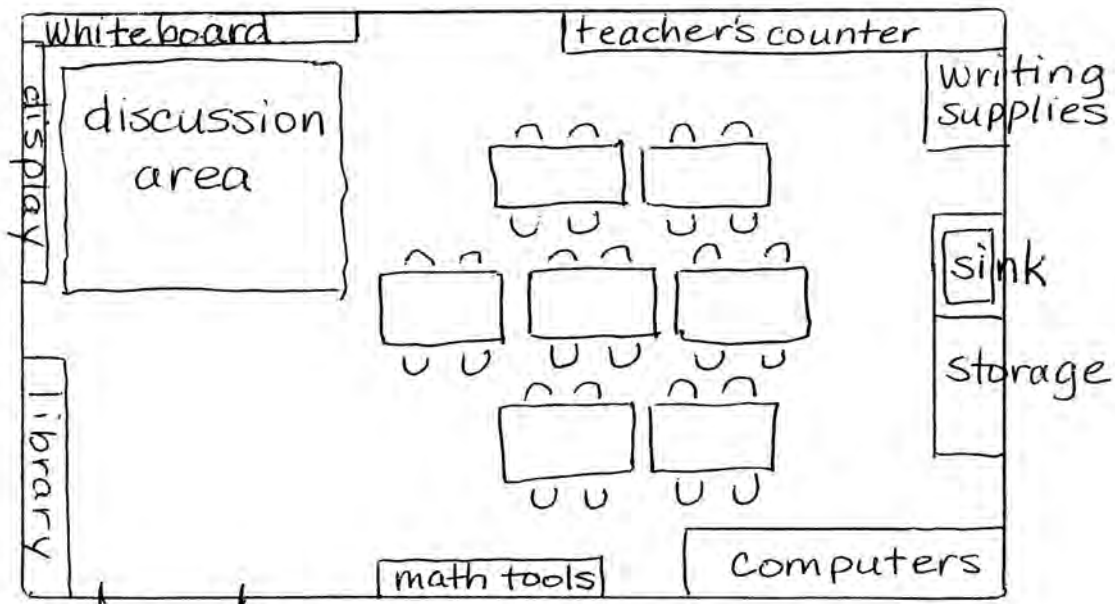 Whiteboard
teacher's counter
writing
supplies
display
discussion
area
sink
storage
library
math tools
Computers